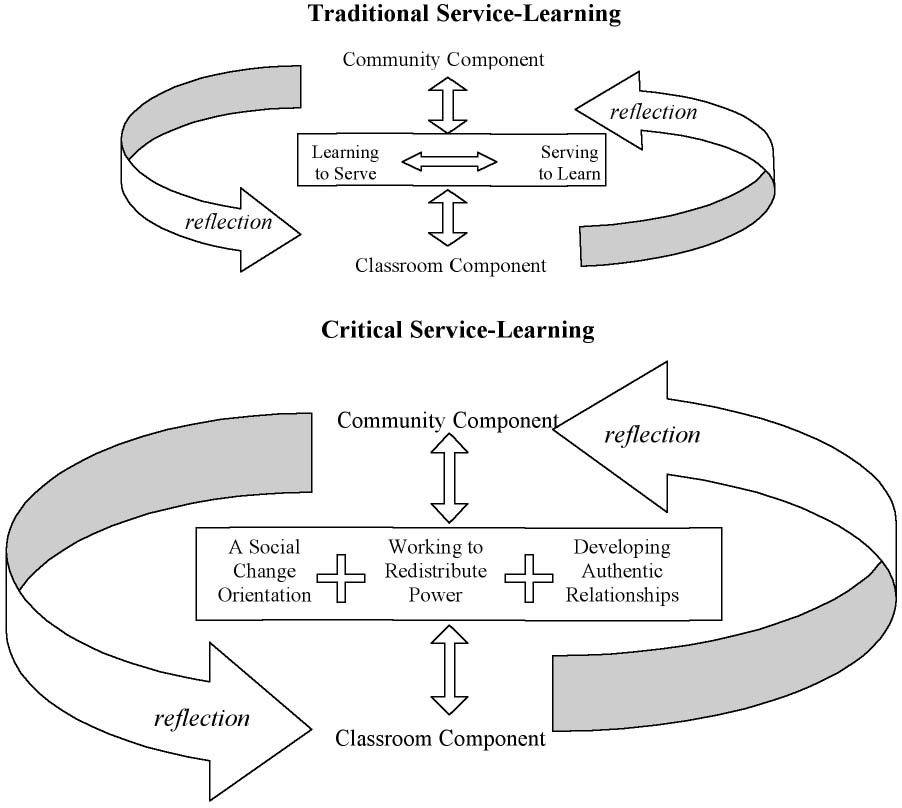 Traditional Service-Learning
Community Component
reflection
Learning
to Serve
Serving
to Learn
reflection
Classroom Component
Critical Service-Learning
Community Component
reflection
A Social
Change
Orientation
Working to
Redistribute
Power
Developing
Authentic
Relationships
reflection
Classroom Component